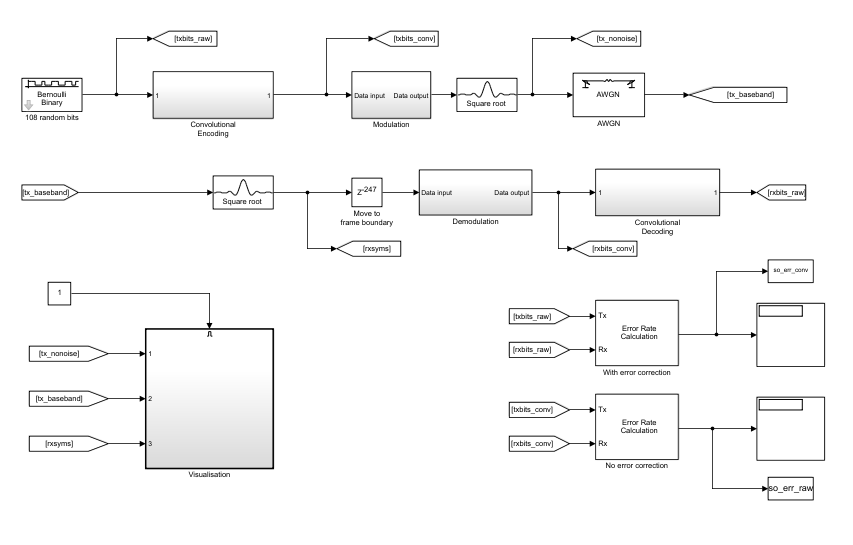 [txbits_raw]
[txbits_conv]
[tx_nonoise]
Bernoulli
Binary
108 random bits
1
1
Convolutional
Encoding
Data input
Data output
Modulation
Square root
AWGN
AWGN
[tx_baseband]
[tx_baseband]
Square root
Z-247
Move to
frame boundary
Data input
Data output
Demodulation
1
1
Convolutional
Decoding
[rxbits_raw]
[rxsyms]
[rxbits_conv]
so_err_conv
1
[txbits_raw]
Tx
Error Rate
Calculation
[rxbits_raw]
Rx
With error correction
[tx_nonoise]
1
[tx_baseband]
2
[rxsyms]
3
Visualisation
[txbits_conv]
Tx
Error Rate
Calculation
[rxbits_conv]
Rx
No error correction
so_err_raw